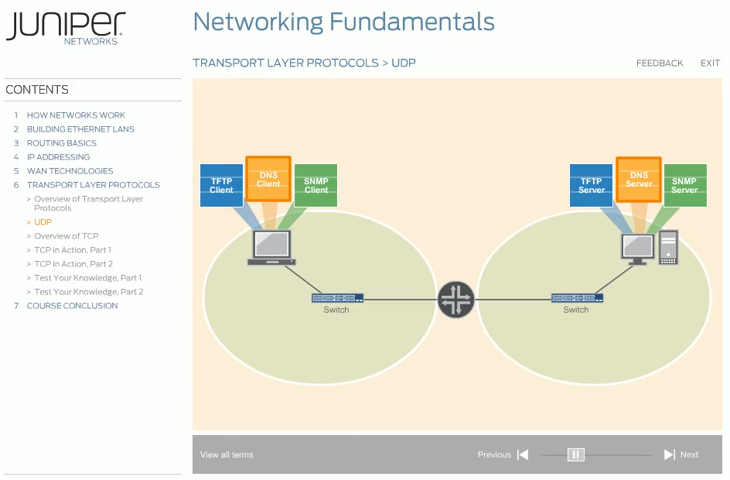 JUNIPER
NETWORKS
Networking Fundamentals
TRANSPORT LAYER PROTOCOLS > UDP
FEEDBACK
EXIT
CONTENTS
1 HOW NETWORKS WORK
2 BUILDING ETHERNET LANS
3 ROUTING BASICS
4 IP ADDRESSING
5 WAN TECHNOLOGIES
6 TRANSPORT LAYER PROTOCOLS
> Overview of Transport Layer
Protocols
> UDP
> Overview of TCP
> TCP in Action, Part 1
> TCP in Action, Part 2
> Test Your Knowledge, Part 1
> Test Your Knowledge, Part 2
7 COURSE CONCLUSION
TFTP
Client
DNS
Client
SNMP
Client
TFTP
Server
DNS
Server
SNMP
Server
Switch
Switch
View all terms
Previous
Next